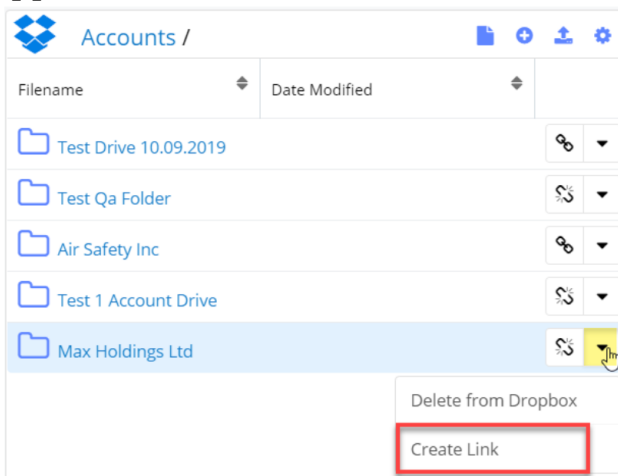 Accounts /
Filename Date Modified
Test Drive 10.09.2019
Test Qa Folder
Air Safety Inc
Test 1 Account Drive
Max Holdings Ltd
Delete from Dropbox
Create Link